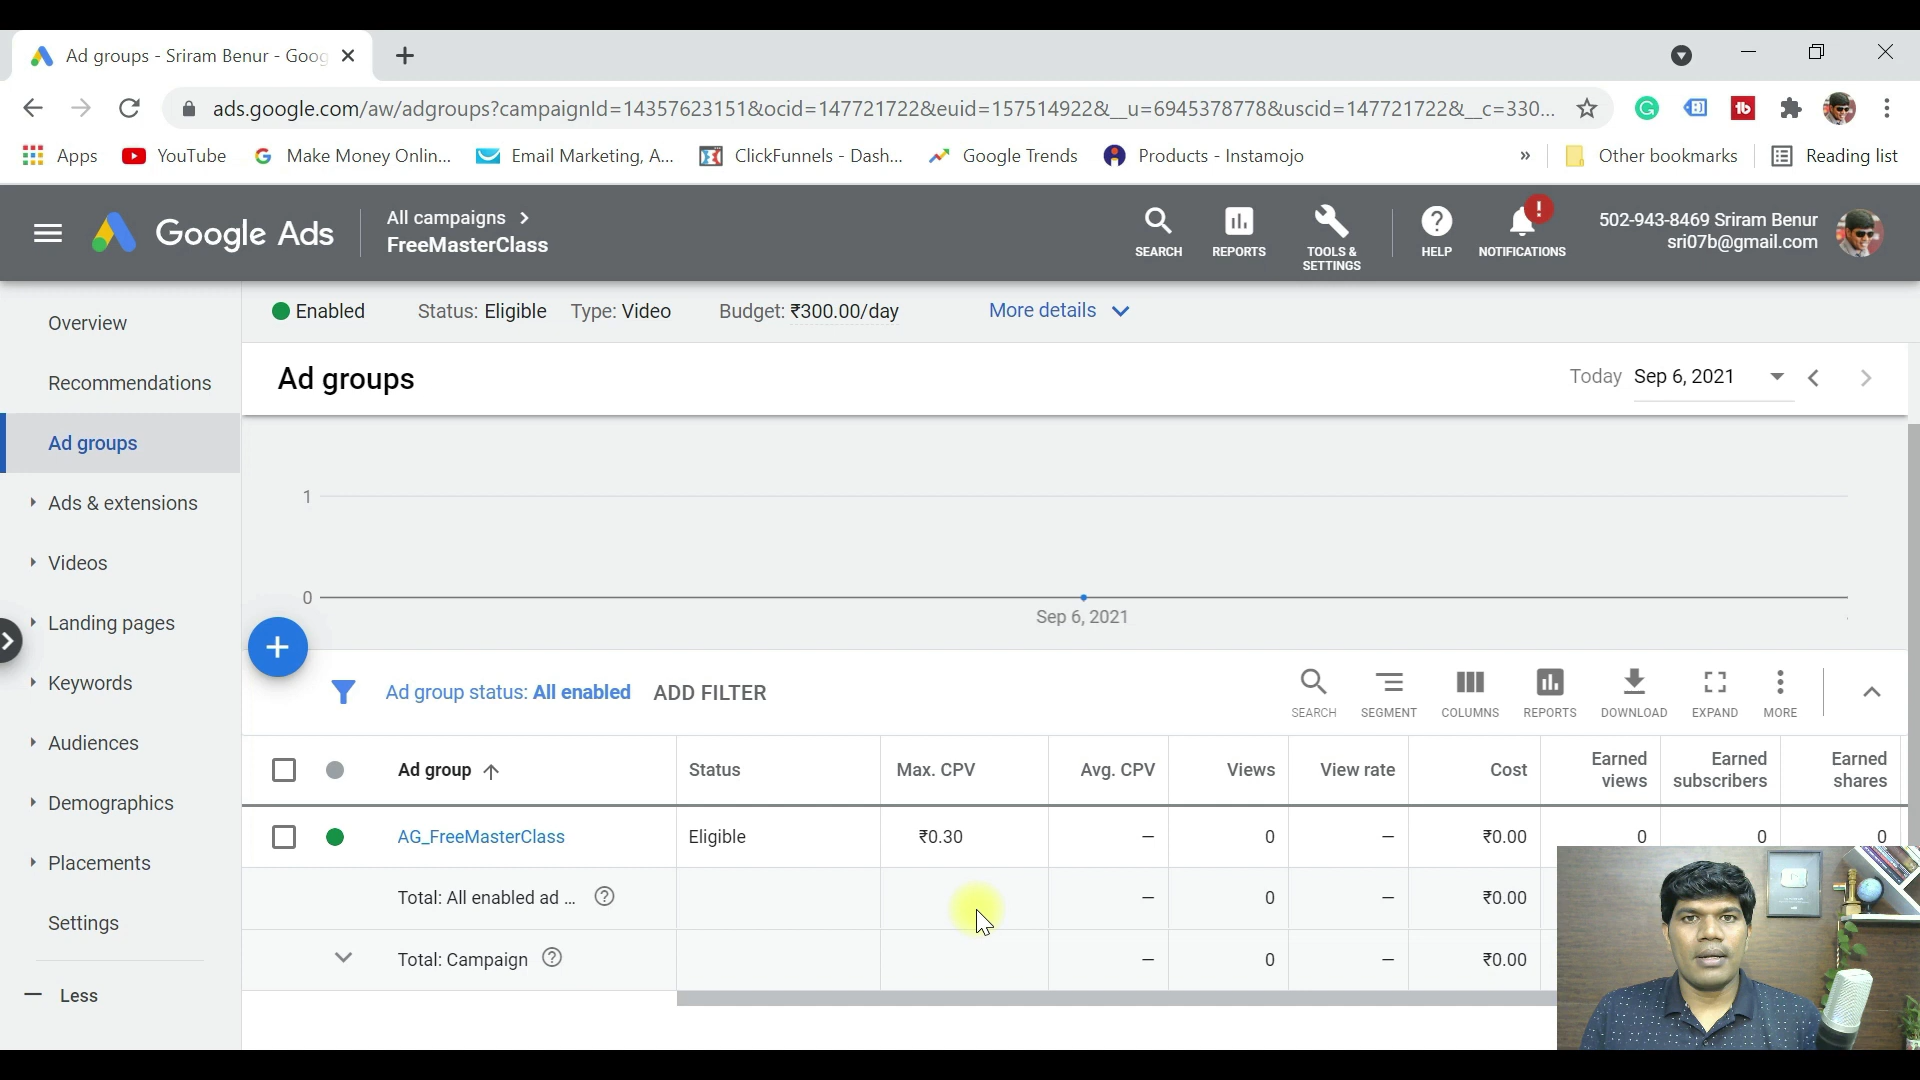 Ad groups - Sriram Benur - Goog
ads.google.com/aw/adgroups?campaignId=14357623151&ocid=147721722&euid=157514922&__u=6945378778&uscid=147721722&__c=330...
Apps
YouTube
Make Money Onlin...
Email Marketing, A...
ClickFunnels - Dash...
Google Trends
Products - Instamojo
»
Other bookmarks
Reading list
Google Ads
All campaigns >
FreeMasterClass
SEARCH
REPORTS
TOOLS &
SETTINGS
HELP
NOTIFICATIONS
502-943-8469 Sriram Benur
sri07b@gmail.com
Overview
Recommendations
Ad groups
Ads & extensions
Videos
Landing pages
Keywords
Audiences
Demographics
Placements
Settings
Less
Enabled Status: Eligible Type: Video Budget: ₹300.00/day More details
Ad groups
Today Sep 6, 2021
1
0
Sep 6, 2021
Ad group status: All enabled ADD FILTER
SEARCH
SEGMENT
COLUMNS
REPORTS
DOWNLOAD
EXPAND
MORE
Ad group Status Max. CPV Avg. CPV Views View rate Cost Earned views Earned subscribers Earned shares
AG_FreeMasterClass Eligible ₹0.30 — 0 — ₹0.00 0 0 0
Total: All enabled ad ... — 0 — ₹0.00
Total: Campaign — 0 — ₹0.00